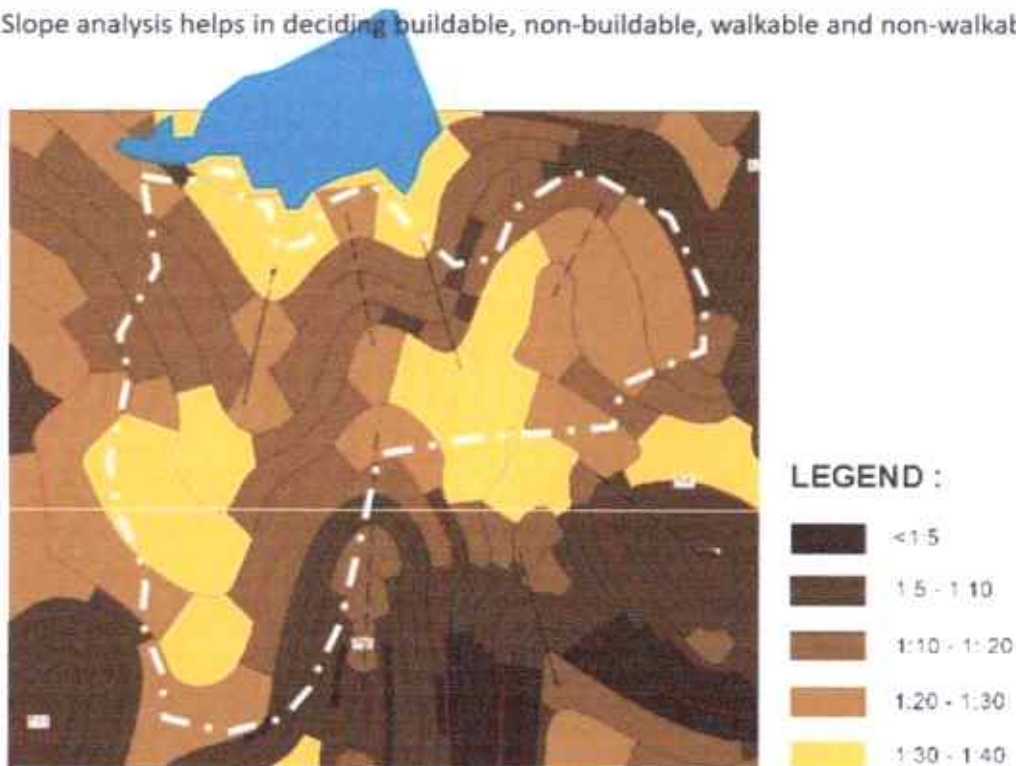 Slope analysis helps in deciding buildable, non-buildable, walkable and non-walkab
LEGEND :
<1:5
1:5 - 1:10
1:10 - 1:20
1:20 - 1:30
1:30 - 1:40